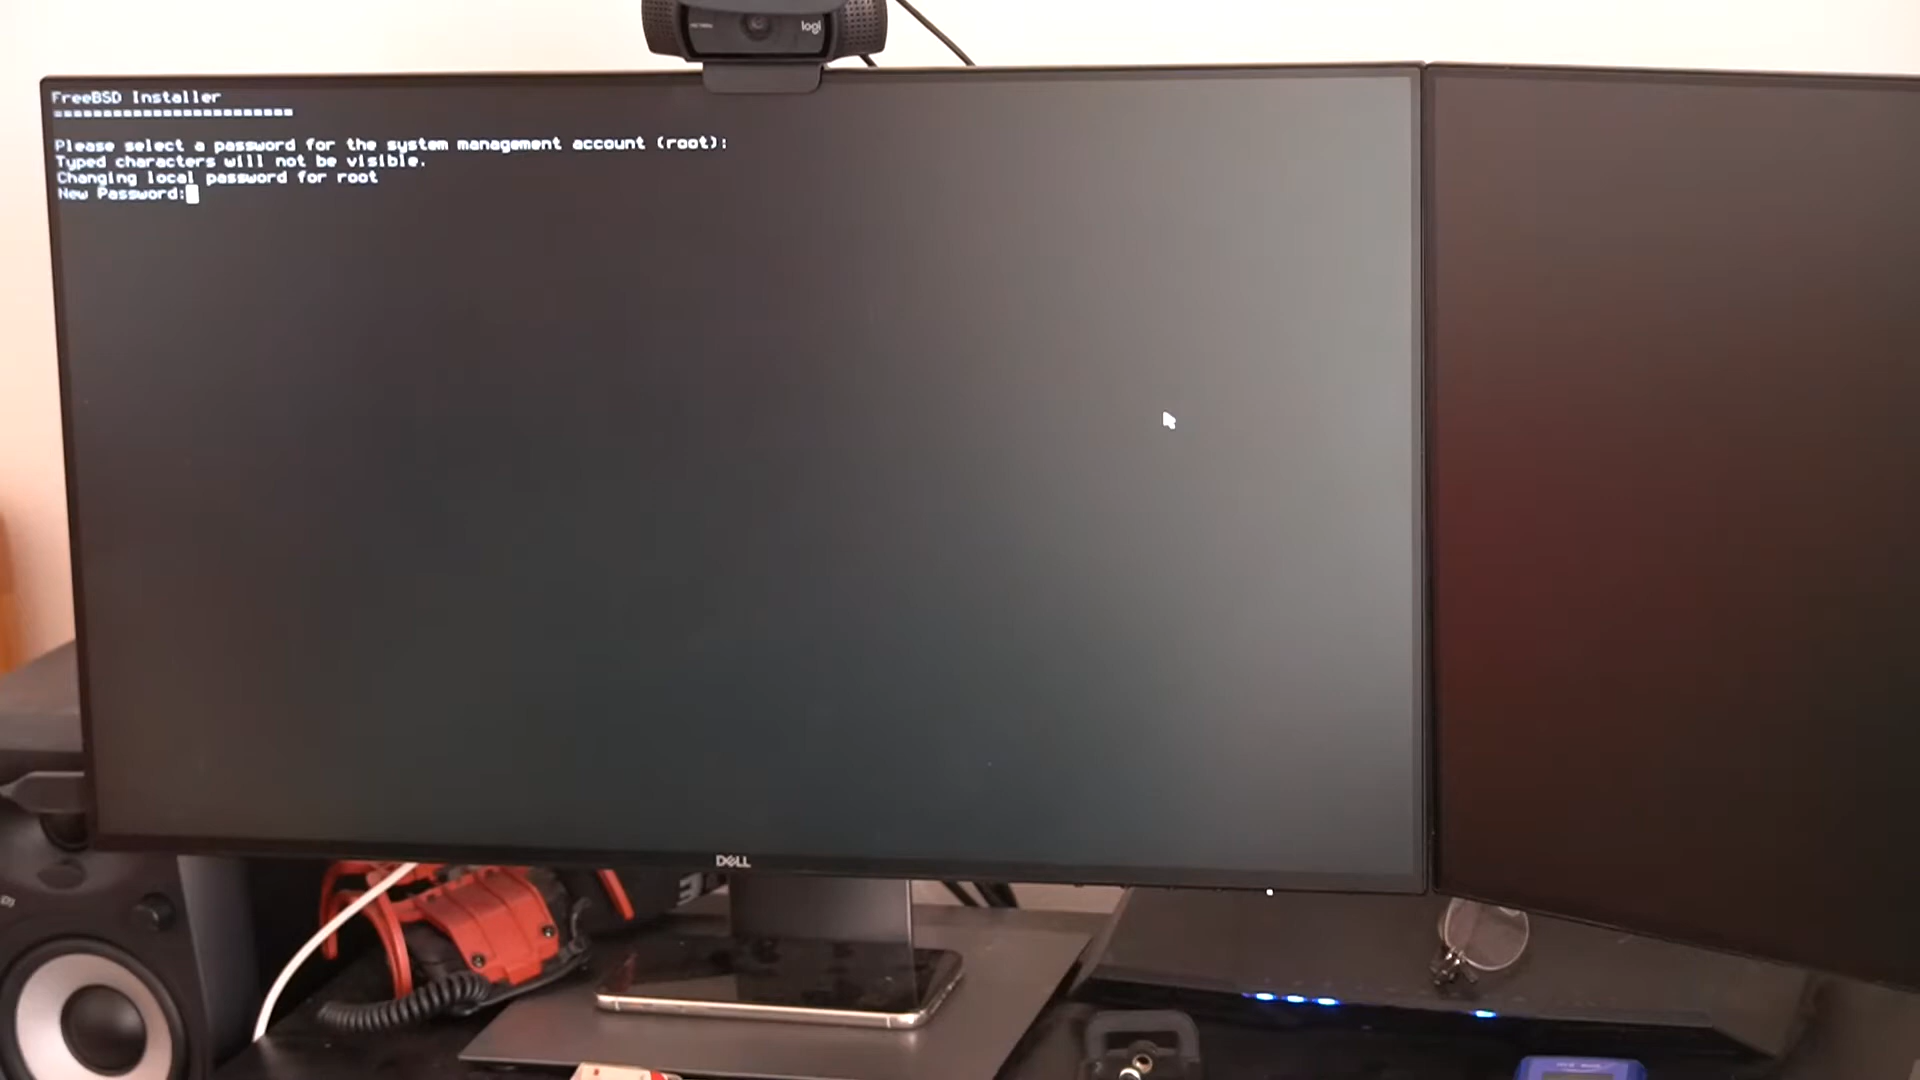 logi
FreeBSD Installer
========================
Please select a password for the system management account (root):
Typed characters will not be visible.
Changing local password for root
New Password:
DELL